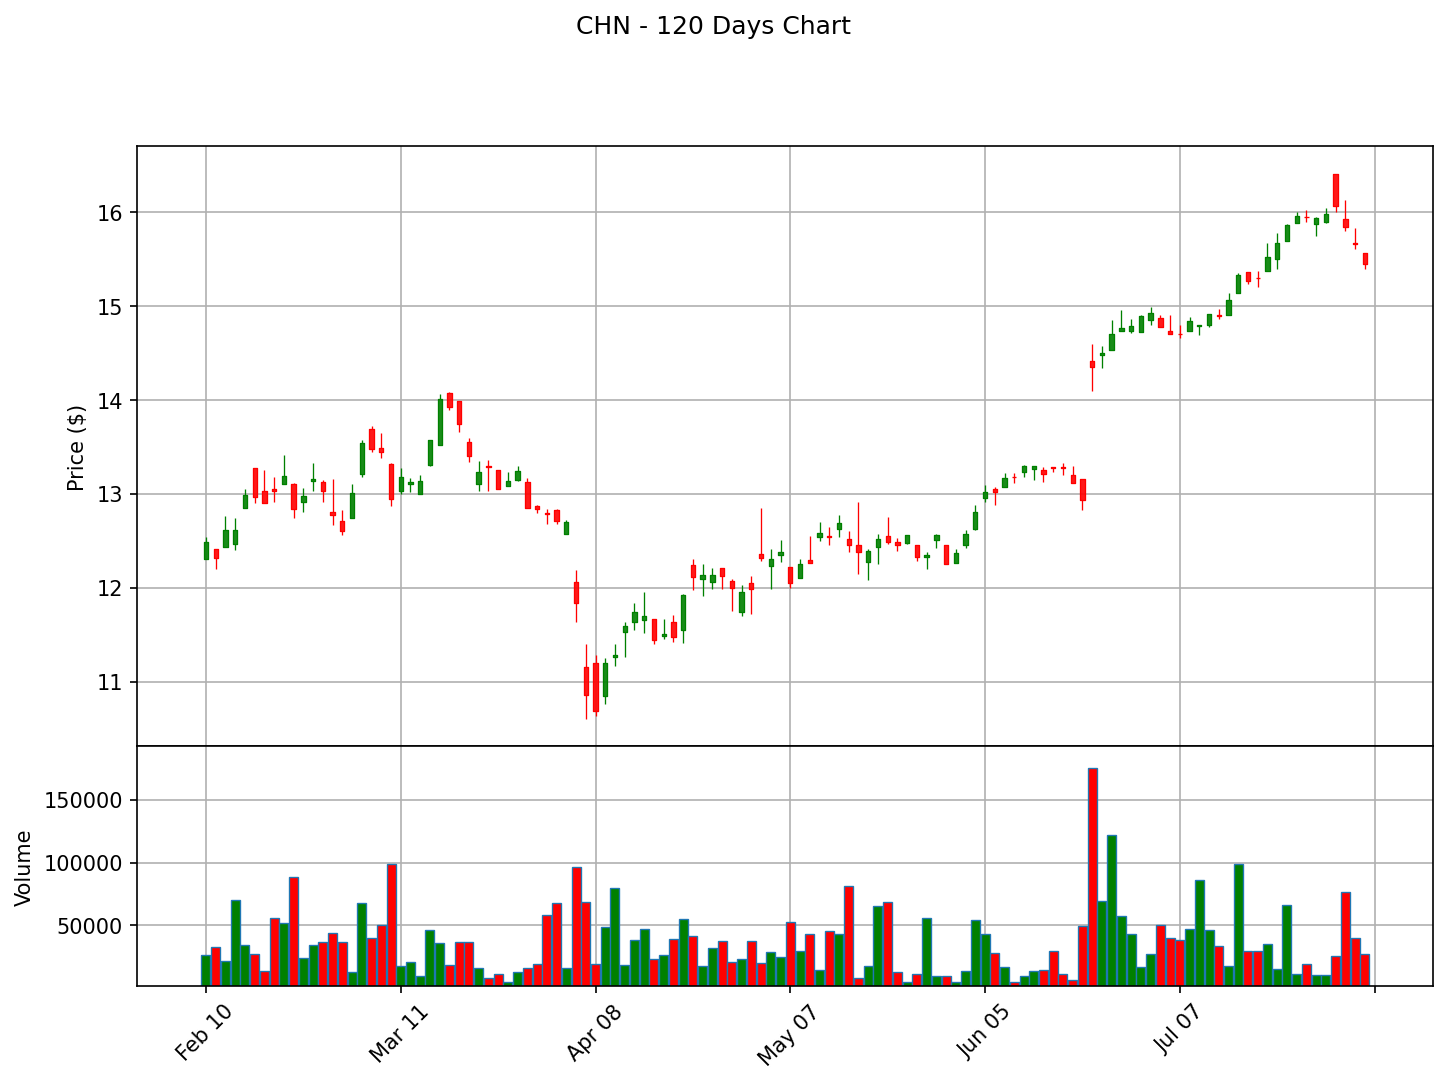 CHN - 120 Days Chart
Price ($)
16
15
14
13
12
11
Volume
150000
100000
50000
Feb 10
Mar 11
Apr 08
May 07
Jun 05
Jul 07